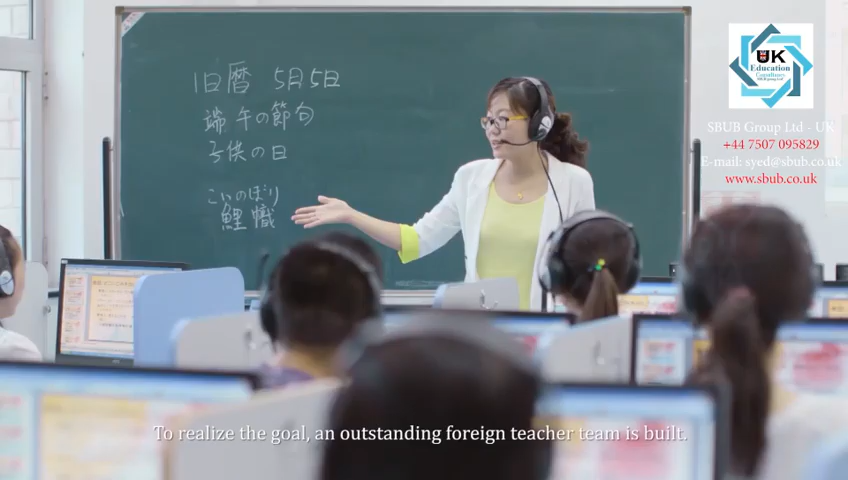 旧暦 5月5日
端午の節句
子供の日
こいのぼり
鯉幟
UK
Education
SBUB Group Ltd - UK
+44 7507 095829
E-mail: syed@sbub.co.uk
www.sbub.co.uk
To realize the goal, an outstanding foreign teacher team is built.